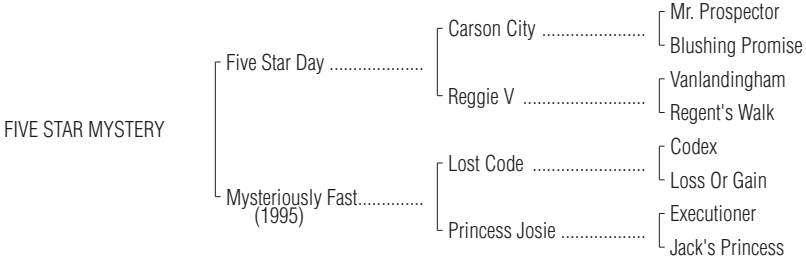 Mr. Prospector
Carson City ......................
Blushing Promise
Five Star Day ....................
Vanlandingham
Reggie V .........................
Regent's Walk
FIVE STAR MYSTERY
Codex
Lost Code ........................
Loss Or Gain
Mysteriously Fast..............
(1995)
Executioner
Princess Josie ..................
Jack's Princess